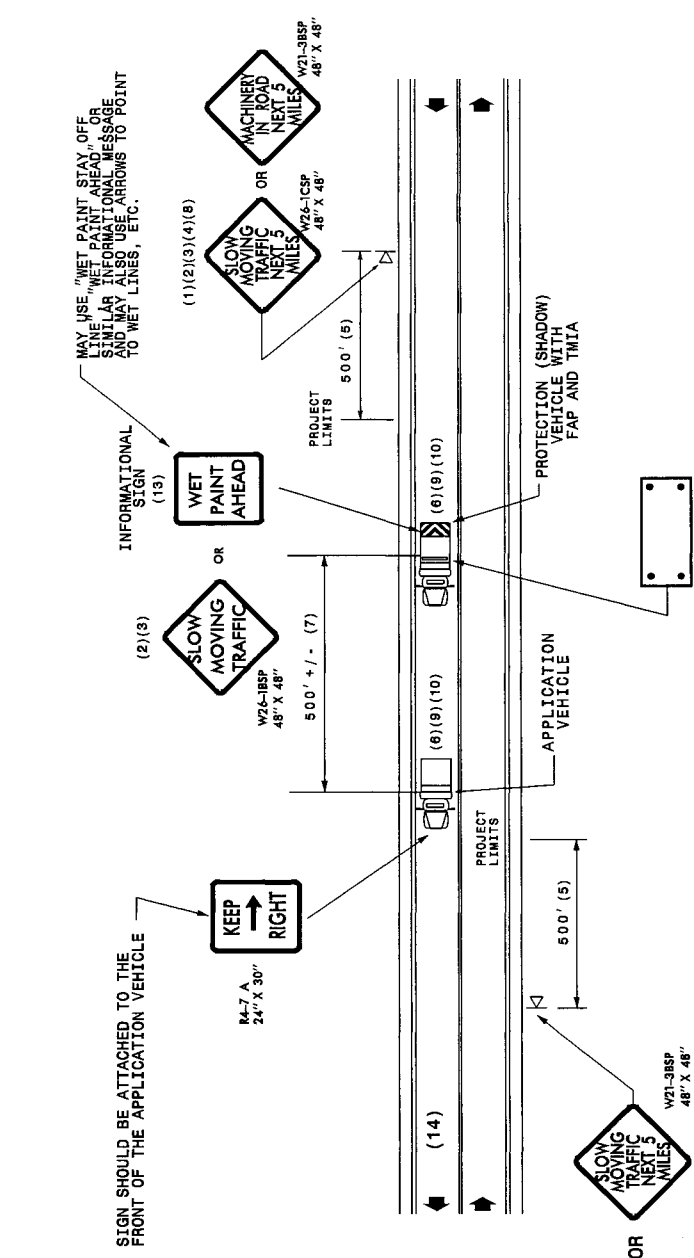 SIGN SHOULD BE ATTACHED TO THE
FRONT OF THE APPLICATION VEHICLE
KEEP
RIGHT
R4-7 A
24" X 30"
(2)(3)
SLOW
MOVING
TRAFFIC
W26-1BSP
48" X 48"
OR
INFORMATIONAL
SIGN
(13)
WET
PAINT
AHEAD
MAY USE "WET PAINT STAY OFF
LINE" "WET PAINT AHEAD" OR
SIMILAR INFORMATIONAL MESSAGE
AND MAY ALSO USE ARROWS TO POINT
TO WET LINES, ETC.
(1)(2)(3)(4)(8)
SLOW
MOVING
TRAFFIC
NEXT 5
MILES
W26-1CSP
48" X 48"
OR
MACHINERY
IN ROAD
NEXT 5
MILES
W21-3BSP
48" X 48"
500' +/- (7)
PROJECT
LIMITS
500' (5)
(14)
(6)(9)(10)
(6)(9)(10)
PROJECT
LIMITS
500' (5)
APPLICATION
VEHICLE
PROTECTION (SHADOW)
VEHICLE WITH
FAP AND TMIA
OR
SLOW
MOVING
TRAFFIC
NEXT 5
MILES
W21-3BSP
48" X 48"